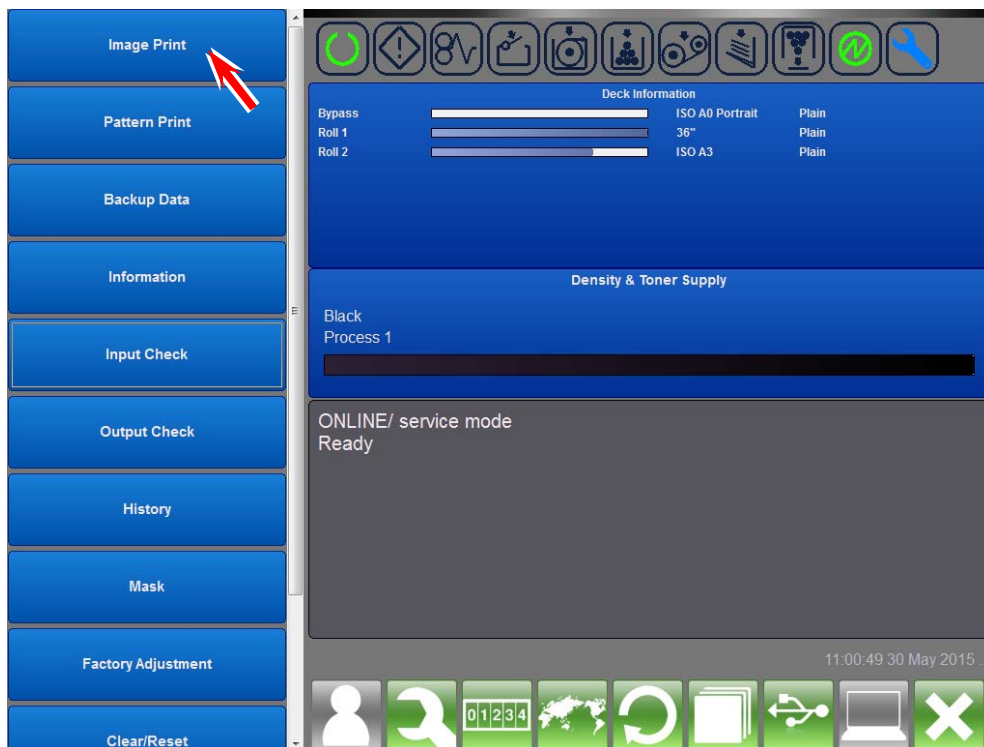 Image Print
Pattern Print
Backup Data
Information
Input Check
Output Check
History
Mask
Factory Adjustment
Clear/Reset
Deck Information
Bypass ISO A0 Portrait Plain
Roll 1 36" Plain
Roll 2 ISO A3 Plain
Density & Toner Supply
Black
Process 1
ONLINE/ service mode
Ready
11:00:49 30 May 2015 ..
01234